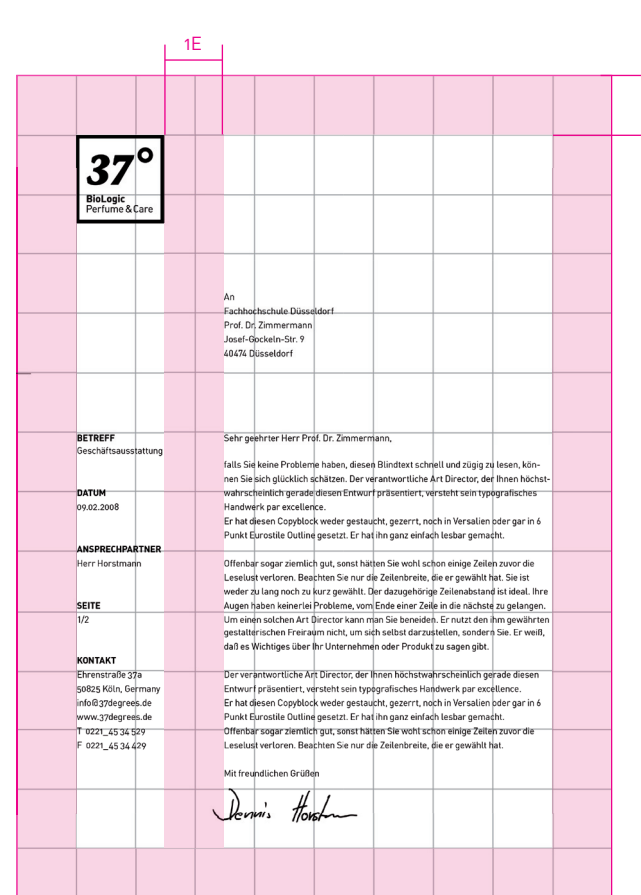 1E
37°
BioLogic
Perfume & Care
An
Fachhochschule Düsseldorf
Prof. Dr. Zimmermann
Josef-Gockeln-Str. 9
40474 Düsseldorf
BETREFF
Geschäftsausstattung
DATUM
09.02.2008
ANSPRECHPARTNER
Herr Horstmann
SEITE
1/2
KONTAKT
Ehrenstraße 37a
50825 Köln, Germany
info@37degrees.de
www.37degrees.de
T 0221_45 34 529
F 0221_45 34 429
Sehr geehrter Herr Prof. Dr. Zimmermann,
falls Sie keine Probleme haben, diesen Blindtext schnell und zügig zu lesen, kön-
nen Sie sich glücklich schätzen. Der verantwortliche Art Director, der Ihnen höchst-
wahrscheinlich gerade diesen Entwurf präsentiert, versteht sein typografisches
Handwerk par excellence.
Er hat diesen Copyblock weder gestaucht, gezerrt, noch in Versalien oder gar in 6
Punkt Eurostile Outline gesetzt. Er hat ihn ganz einfach lesbar gemacht.
Offenbar sogar ziemlich gut, sonst hätten Sie wohl schon einige Zeilen zuvor die
Leselust verloren. Beachten Sie nur die Zeilenbreite, die er gewählt hat. Sie ist
weder zu lang noch zu kurz gewählt. Der dazugehörige Zeilenabstand ist ideal. Ihre
Augen haben keinerlei Probleme, vom Ende einer Zeile in die nächste zu gelangen.
Um einen solchen Art Director kann man Sie beneiden. Er nutzt den ihm gewährten
gestalterischen Freiraum nicht, um sich selbst darzustellen, sondern Sie. Er weiß,
daß es Wichtiges über Ihr Unternehmen oder Produkt zu sagen gibt.
Der verantwortliche Art Director, der Ihnen höchstwahrscheinlich gerade diesen
Entwurf präsentiert, versteht sein typografisches Handwerk par excellence.
Er hat diesen Copyblock weder gestaucht, gezerrt, noch in Versalien oder gar in 6
Punkt Eurostile Outline gesetzt. Er hat ihn ganz einfach lesbar gemacht.
Offenbar sogar ziemlich gut, sonst hätten Sie wohl schon einige Zeilen zuvor die
Leselust verloren. Beachten Sie nur die Zeilenbreite, die er gewählt hat.
Mit freundlichen Grüßen
Dennis